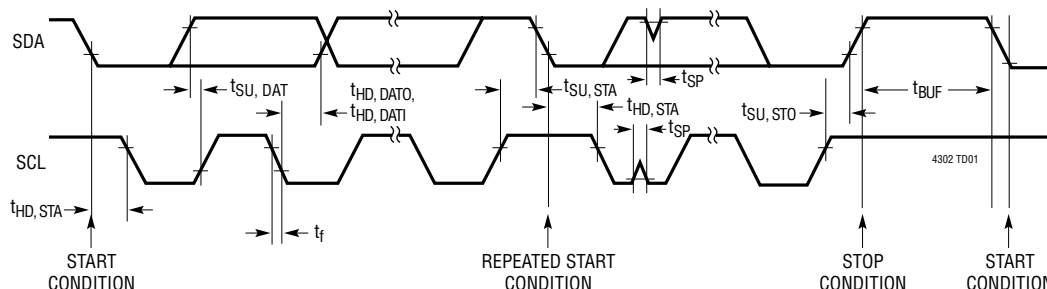 SDA
tSU, DAT
tHD, DATO,
tHD, DATI
tSU, STA
tSP
tHD, STA
tSP
tSU, STO
tBUF
SCL
4302 TD01
tHD, STA
tf
START
CONDITION
REPEATED START
CONDITION
STOP
CONDITION
START
CONDITION